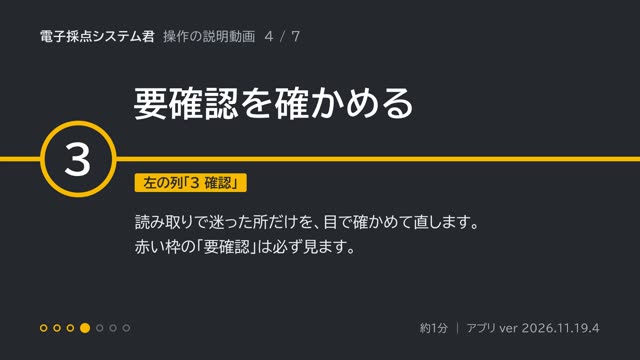 電子採点システム君 操作の説明動画 4 / 7
要確認を確かめる
3
左の列「3 確認」
読み取りで迷った所だけを、目で確かめて直します。
赤い枠の「要確認」は必ず見ます。
約1分 | アプリ ver 2026.11.19.4